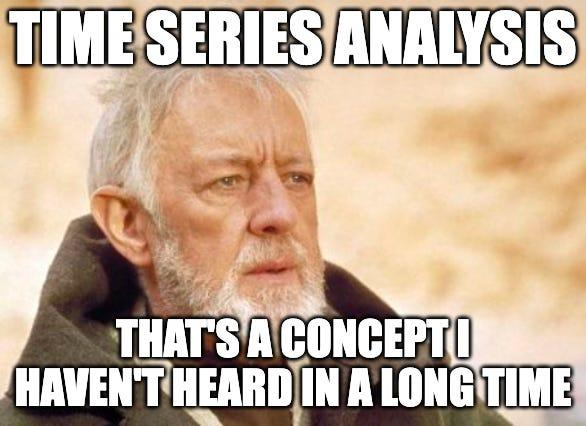 TIME SERIES ANALYSIS
THAT'S A CONCEPT I
HAVEN'T HEARD IN A LONG TIME